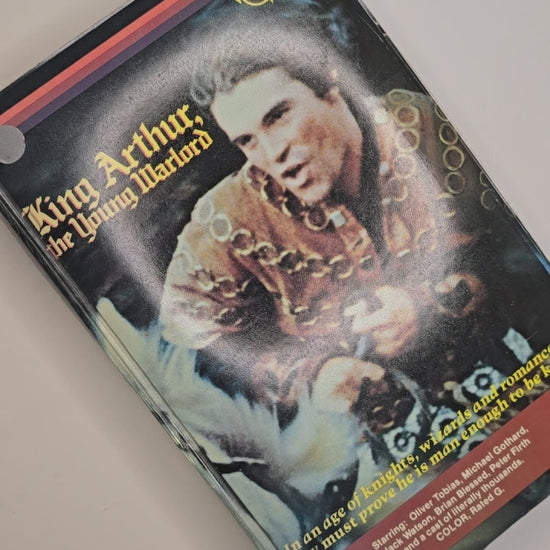 King Arthur,
the Young Warlord
In an age of knights, wizards and romance
must prove he is man enough to be
Starring: Oliver Tobias, Michael Gothard,
Jack Watson, Brian Blessed, Peter Firth
and a cast of literally thousands.
COLOR, Rated G.